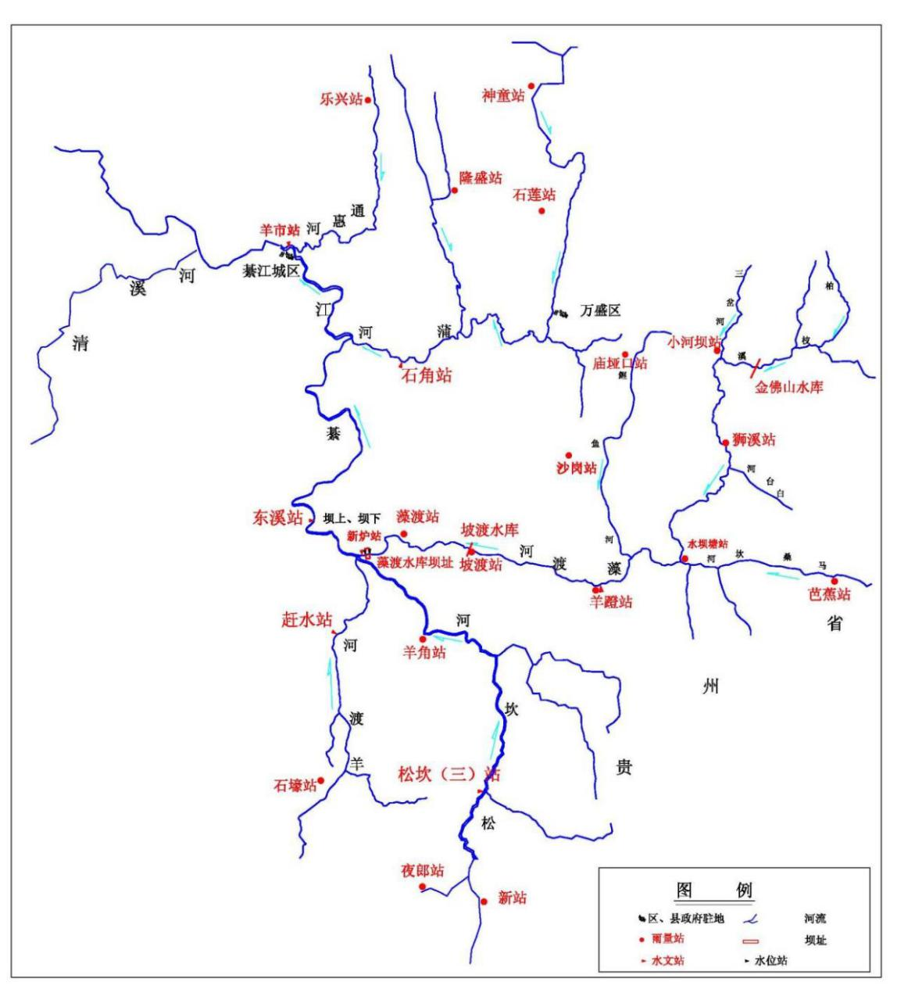 神童站
乐兴站
隆盛站
石莲站
通
惠
河
羊市站
綦江城区
河
溪
清
江
河
蒲
石角站
綦
万盛区
庙垭口站
鲤
鱼
河
沙岗站
三
岔
河
小河坝站
柏
枝
溪
金佛山水库
狮溪站
河
台
白
东溪站
坝上、坝下
新炉站
藻渡站
藻渡水库坝址
坡渡水库
坡渡站
河
渡
藻
羊蹬站
水坝塘站
河
坎
桑
马
芭蕉站
省
州
贵
赶水站
河
渡
羊
石壕站
羊角站
河
坎
松坎（三）站
松
夜郎站
新站
图 例
区、县政府驻地
河流
雨量站
坝址
水文站
水位站